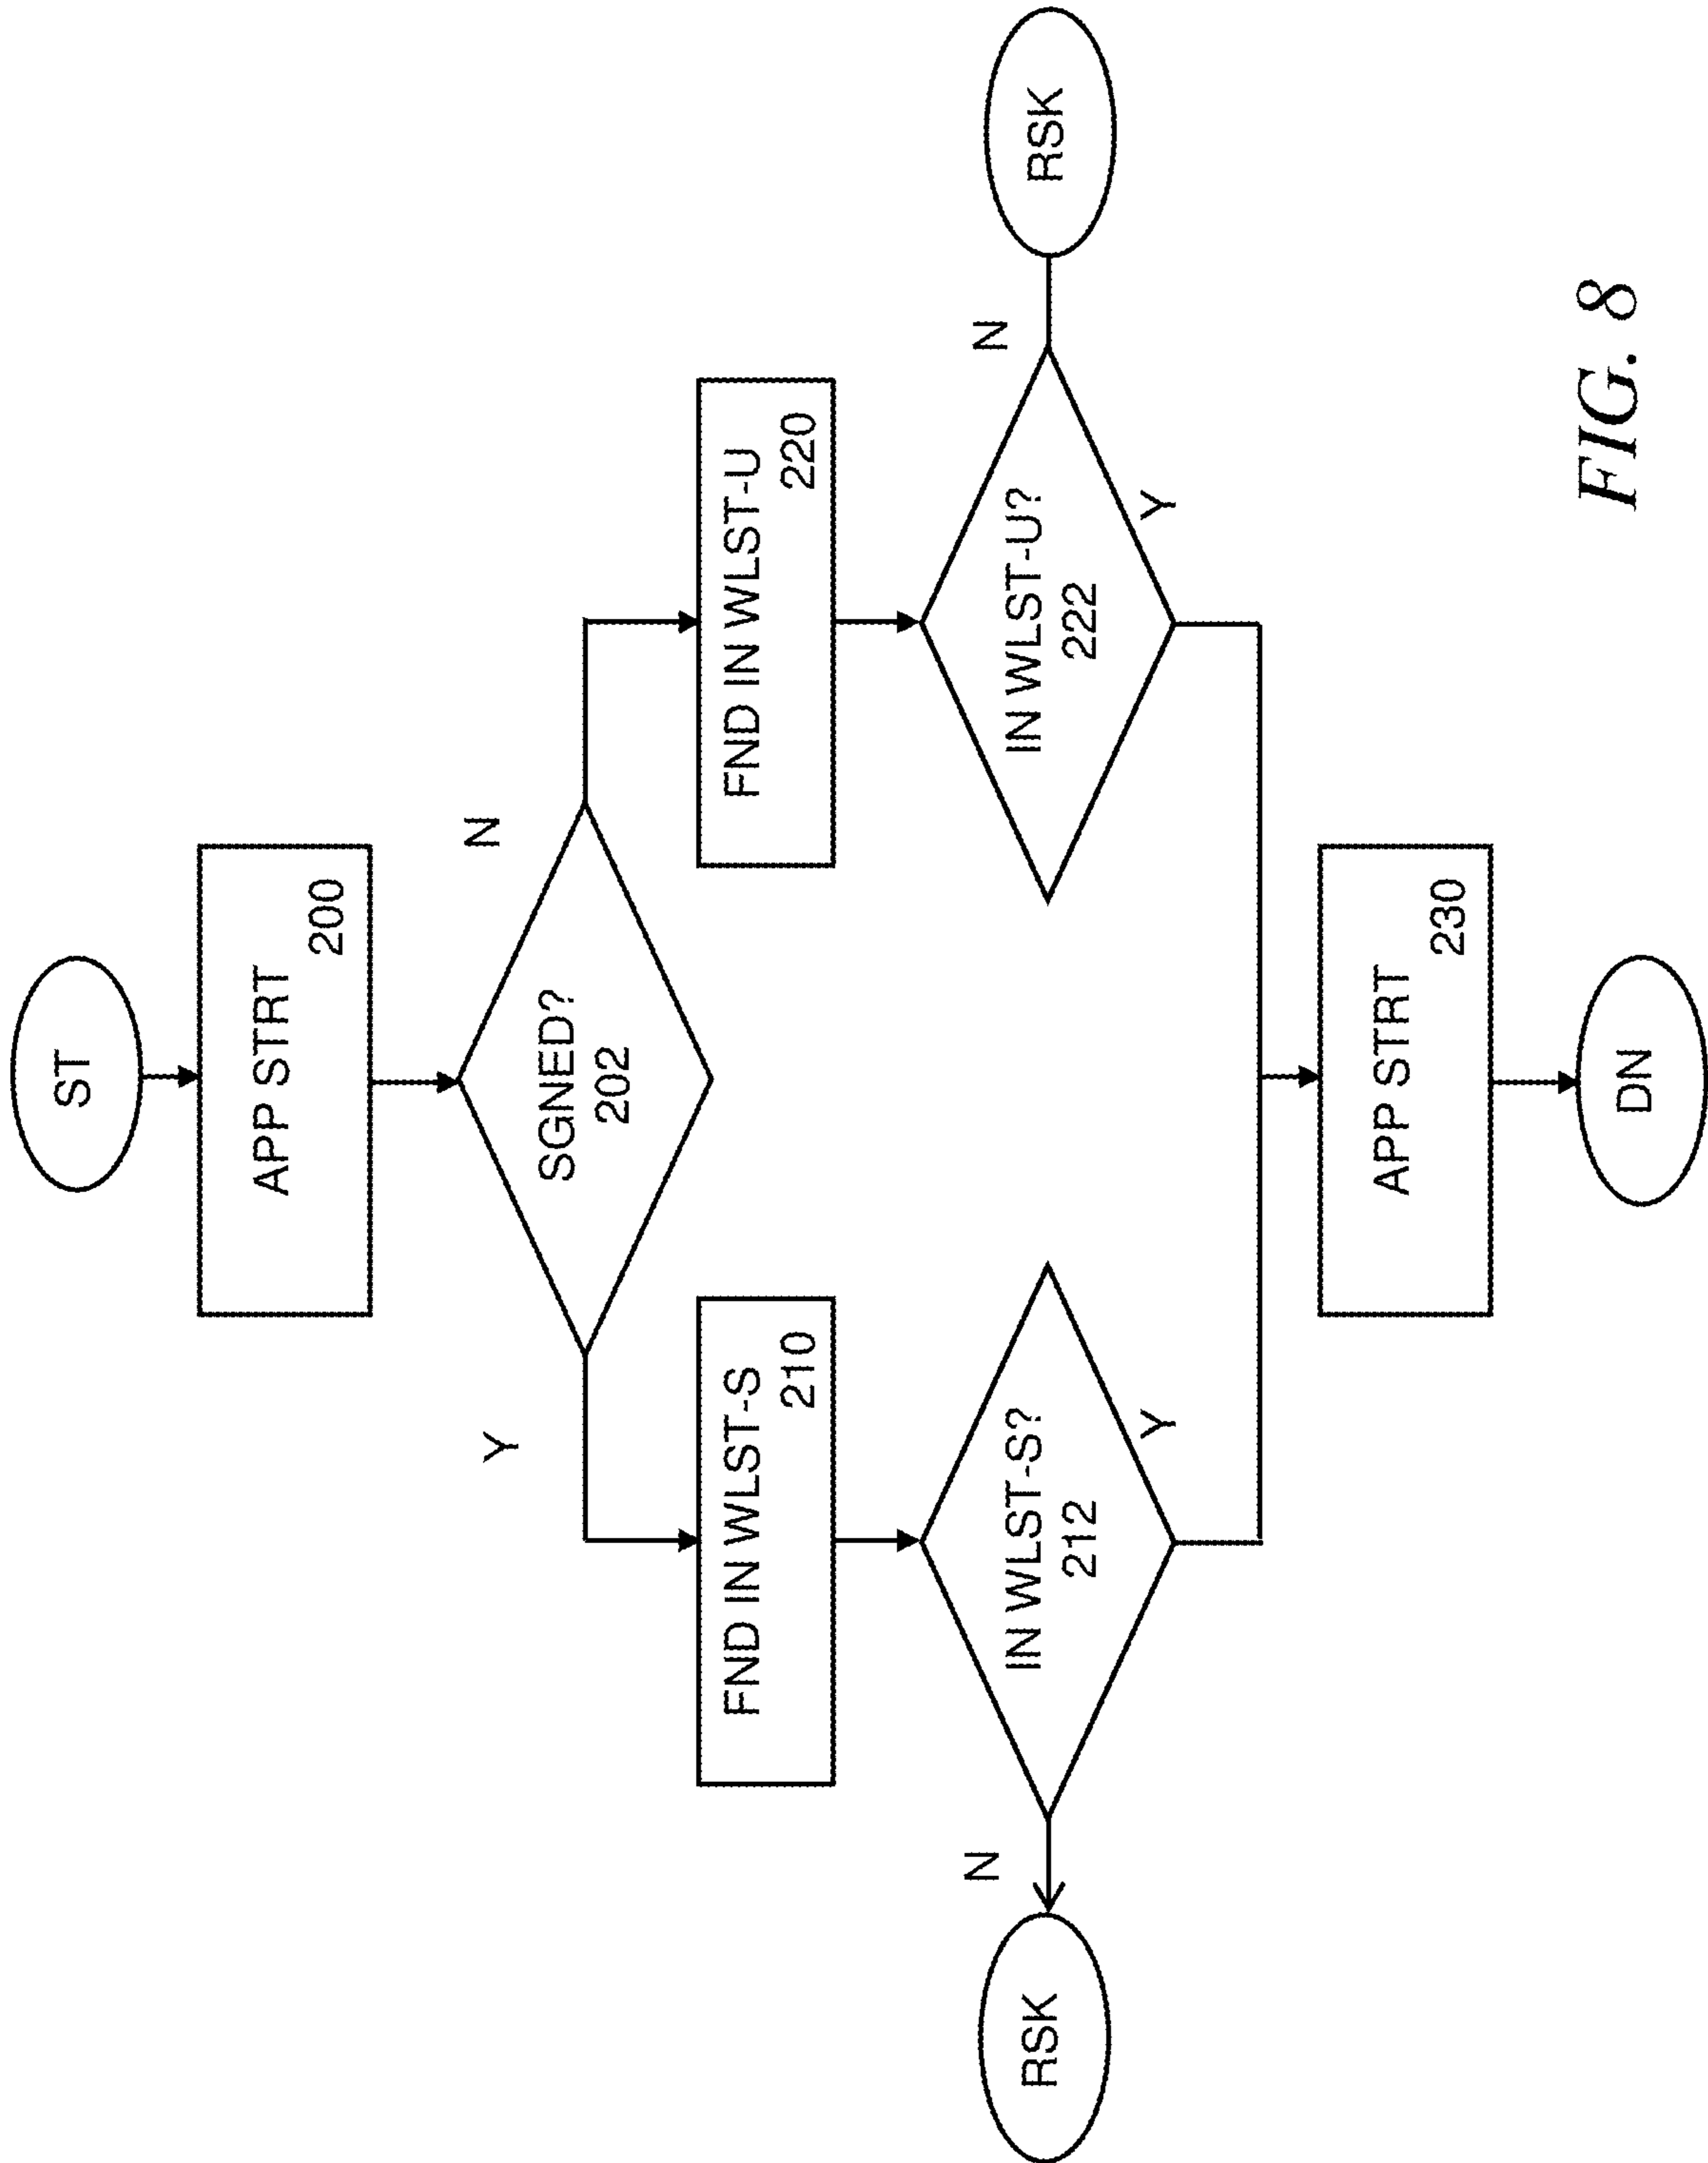 ST
APP STRT
200
SGNED?
202
Y
N
FND IN WLST-S
210
FND IN WLST-U
220
IN WLST-S?
212
IN WLST-U?
222
N
Y
Y
N
RSK
RSK
APP STRT
230
DN
FIG. 8